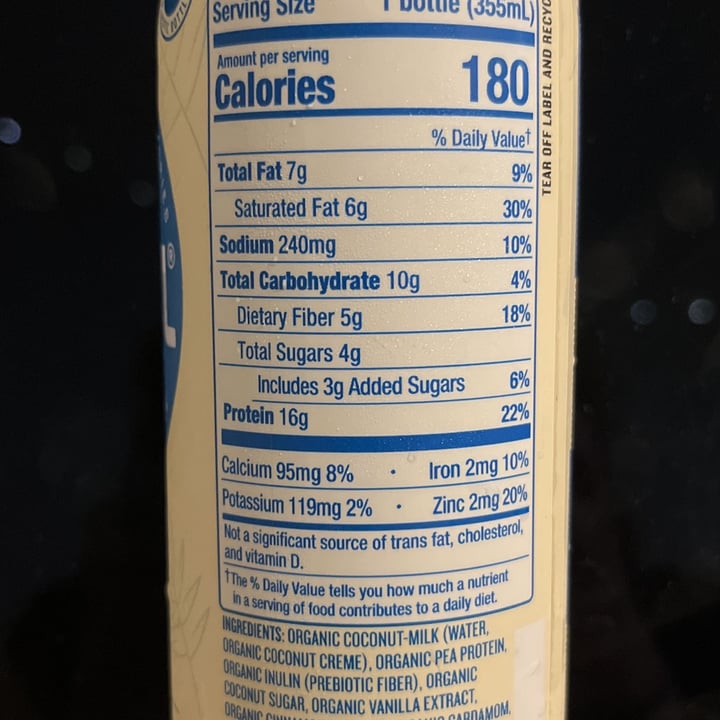 Serving Size 1 bottle (355mL)
Amount per serving
Calories 180
% Daily Value†
Total Fat 7g 9%
Saturated Fat 6g 30%
Sodium 240mg 10%
Total Carbohydrate 10g 4%
Dietary Fiber 5g 18%
Total Sugars 4g
Includes 3g Added Sugars 6%
Protein 16g 22%
Calcium 95mg 8% • Iron 2mg 10%
Potassium 119mg 2% • Zinc 2mg 20%
Not a significant source of trans fat, cholesterol,
and vitamin D.
†The % Daily Value tells you how much a nutrient
in a serving of food contributes to a daily diet.
INGREDIENTS: ORGANIC COCONUT-MILK (WATER,
ORGANIC COCONUT CREME), ORGANIC PEA PROTEIN,
ORGANIC INULIN (PREBIOTIC FIBER), ORGANIC
COCONUT SUGAR, ORGANIC VANILLA EXTRACT,
ORGANIC CARDAMOM,
TEAR OFF LABEL AND RECYC
L®